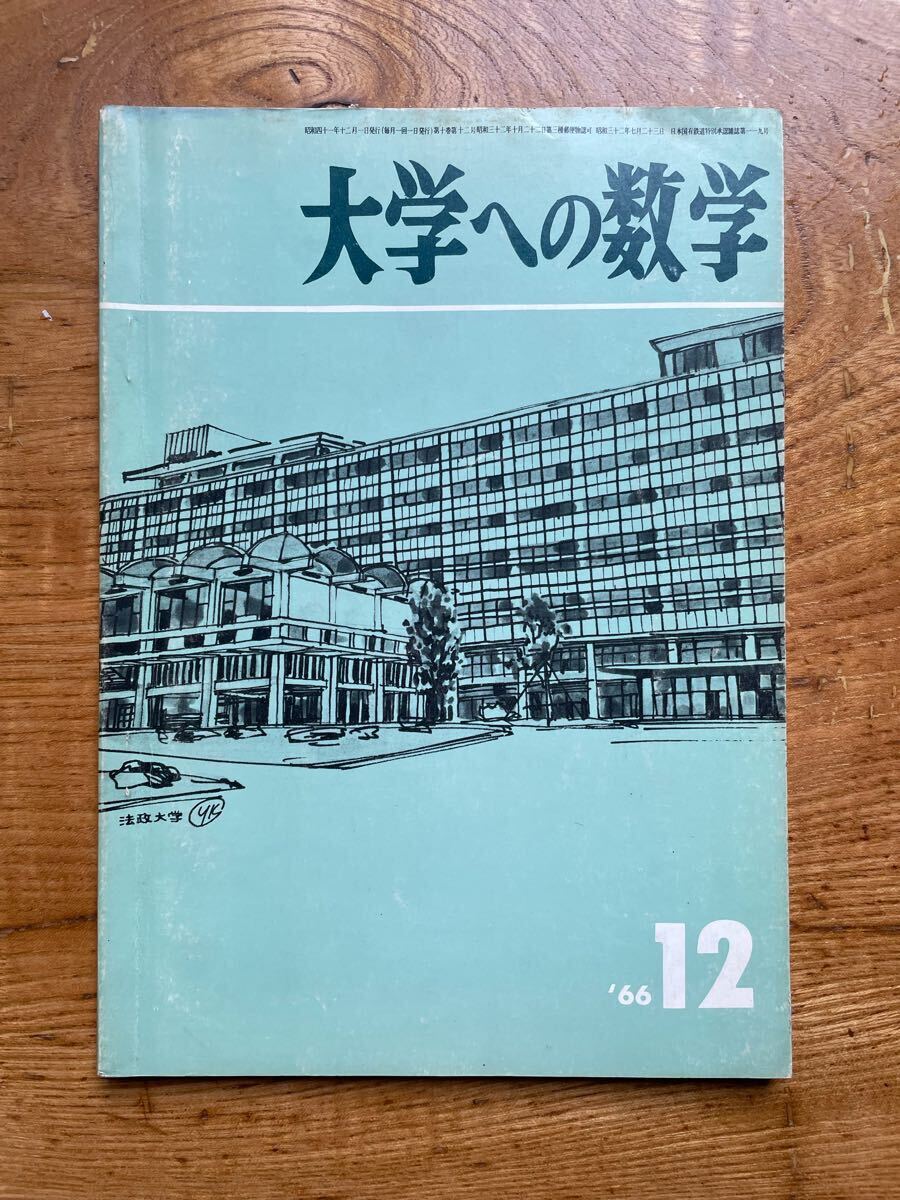 昭和四十一年十二月一日発行(毎月一回一日発行)第十巻第十二号昭和三十二年十月二十二日第三種郵便物認可 昭和三十二年七月二十三日 日本国有鉄道特別承認雑誌第一一九号
大学への数学
法政大学 YK
'66 12